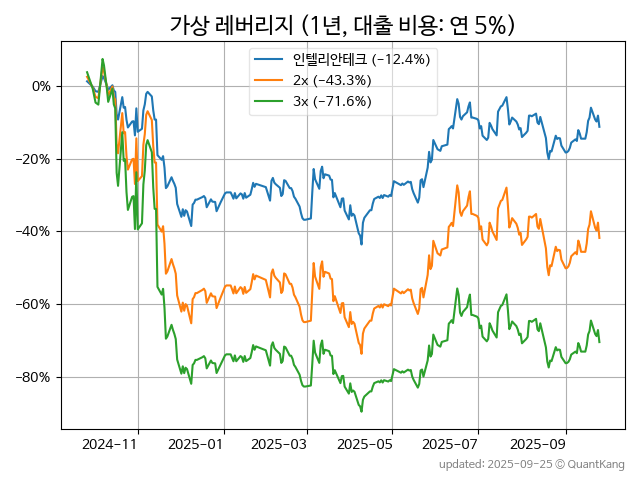 가상 레버리지 (1년, 대출 비용: 연 5%)
인텔리안테크 (−12.4%)
2x (−43.3%)
3x (−71.6%)
0%
−20%
−40%
−60%
−80%
2024−11 2025−01 2025−03 2025−05 2025−07 2025−09
updated: 2025-09-25 © QuantKang